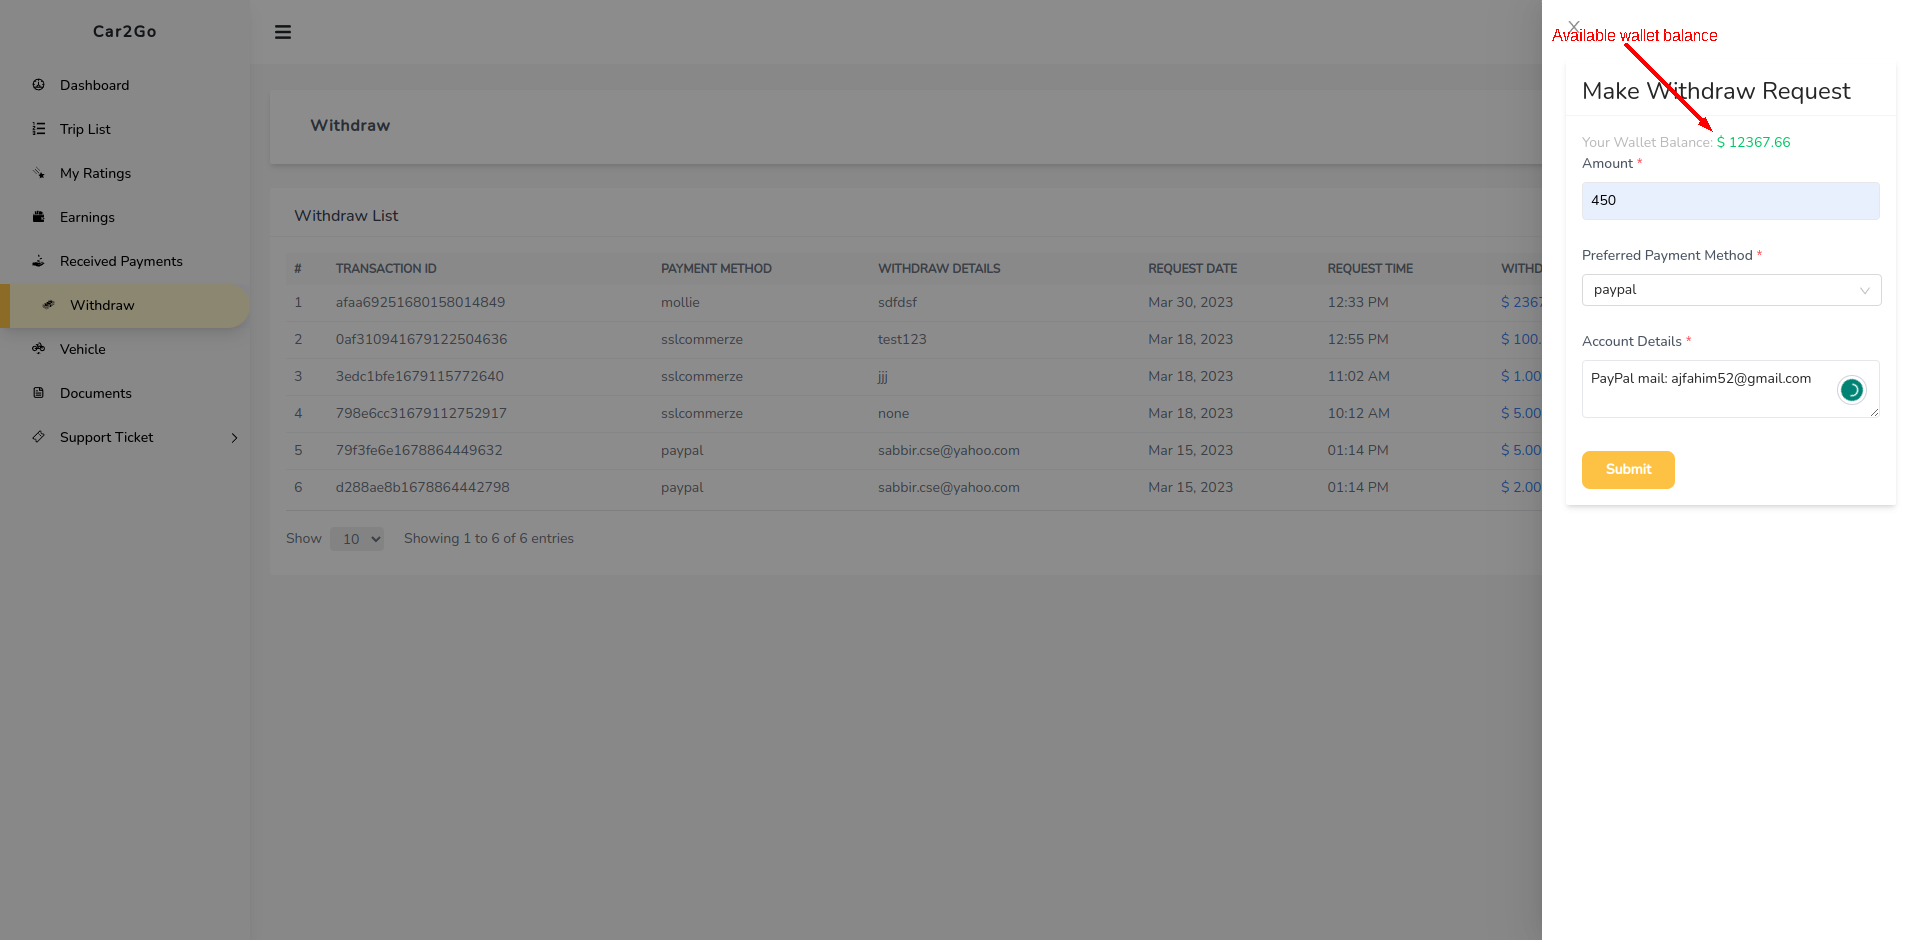 Car2Go
Dashboard
Trip List
My Ratings
Earnings
Received Payments
Withdraw
Vehicle
Documents
Support Ticket
Withdraw
Withdraw List
# TRANSACTION ID PAYMENT METHOD WITHDRAW DETAILS REQUEST DATE REQUEST TIME WITHD
1 afaa69251680158014849 mollie sdfdsf Mar 30, 2023 12:33 PM $ 2367
2 0af310941679122504636 sslcommerze test123 Mar 18, 2023 12:55 PM $ 100.
3 3edc1bfe1679115772640 sslcommerze jjj Mar 18, 2023 11:02 AM $ 1.00
4 798e6cc31679112752917 sslcommerze none Mar 18, 2023 10:12 AM $ 5.00
5 79f3fe6e1678864449632 paypal sabbir.cse@yahoo.com Mar 15, 2023 01:14 PM $ 5.00
6 d288ae8b1678864442798 paypal sabbir.cse@yahoo.com Mar 15, 2023 01:14 PM $ 2.00
Show 10 Showing 1 to 6 of 6 entries
Available wallet balance
Make Withdraw Request
Your Wallet Balance: $ 12367.66
Amount *
450
Preferred Payment Method *
paypal
Account Details *
PayPal mail: ajfahim52@gmail.com
Submit